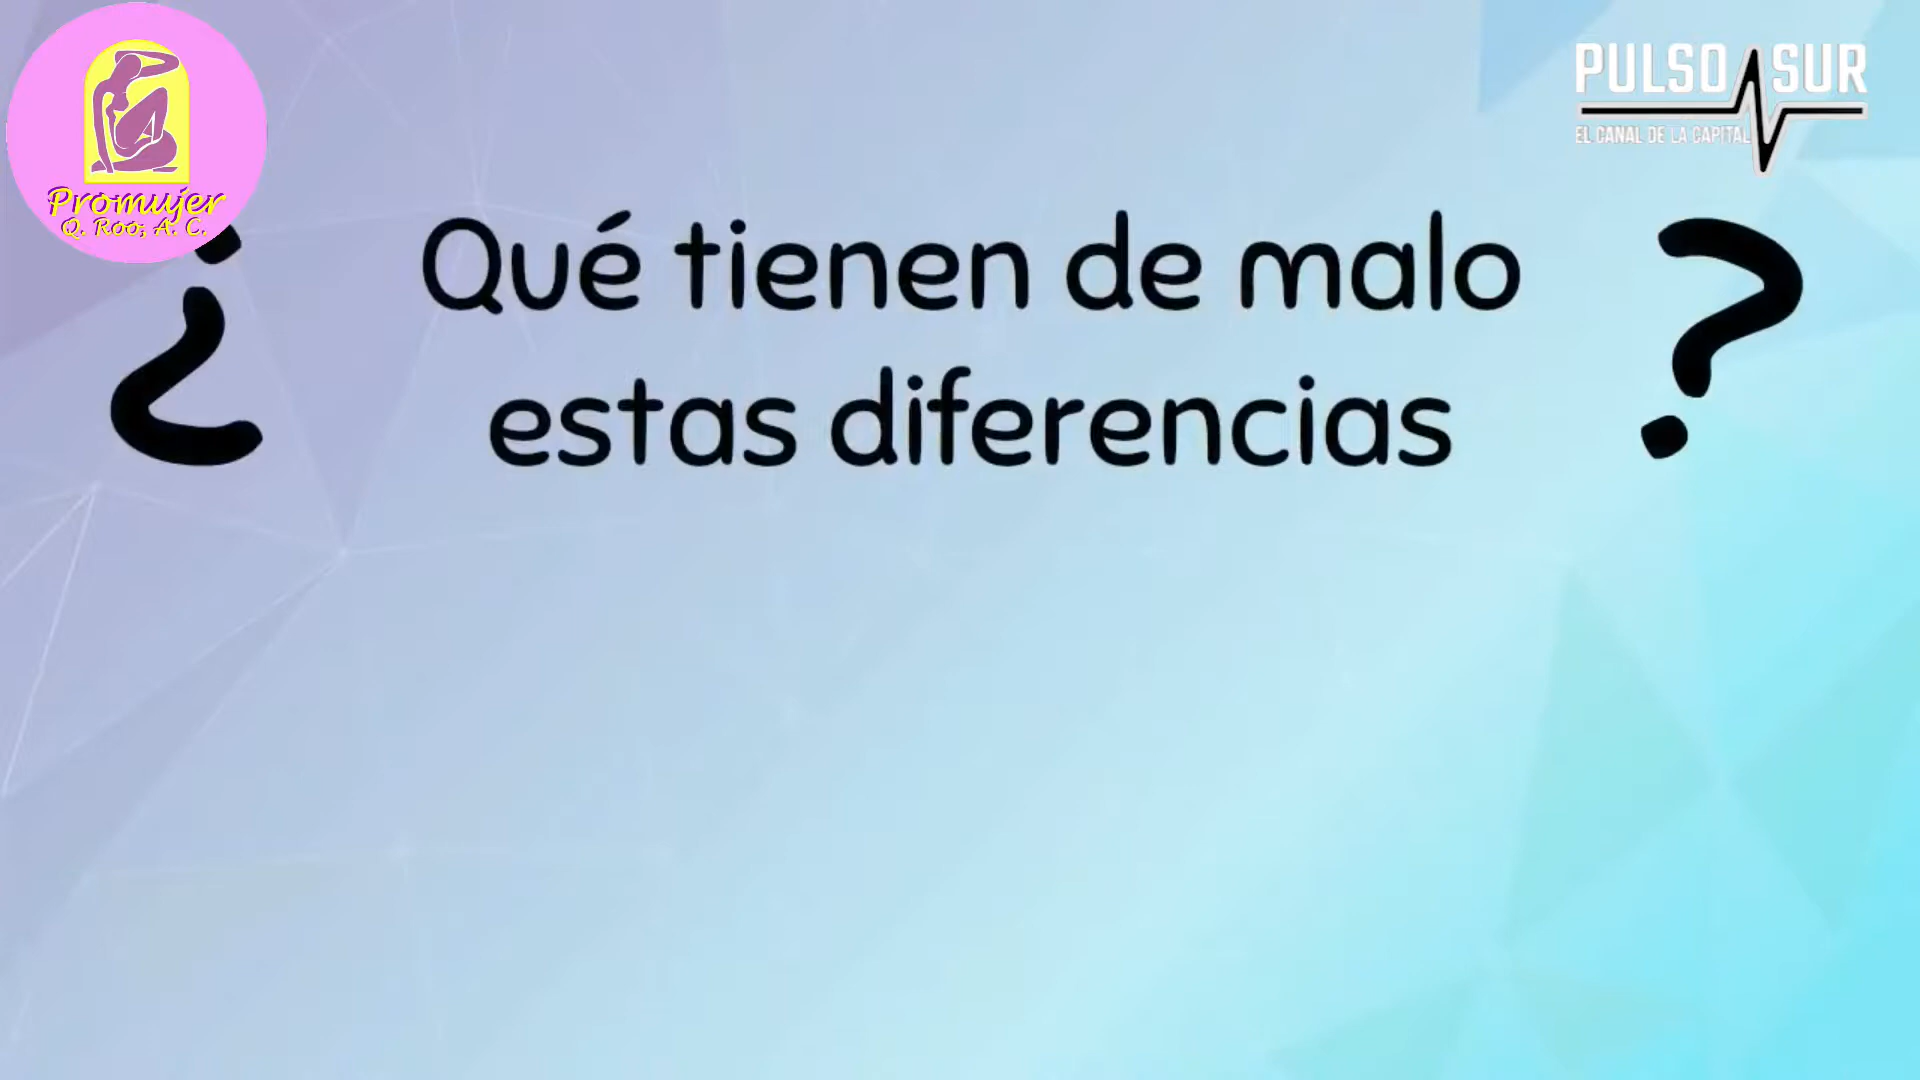 Promujer
Q. Roo, A. C.
PULSO SUR
EL CANAL DE LA CAPITAL
¿ Qué tienen de malo ?
estas diferencias